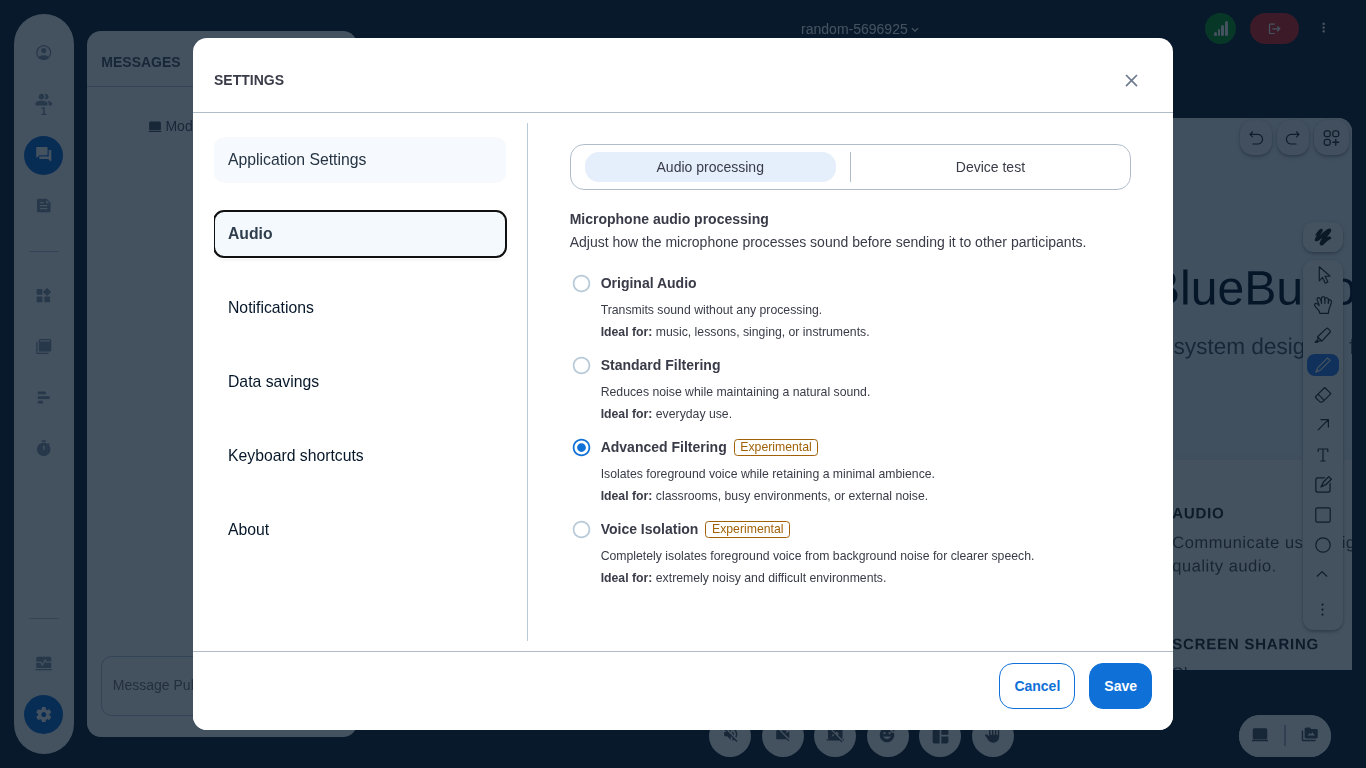 random-5696925
MESSAGES
1
SETTINGS
Application Settings
Audio
Notifications
Data savings
Keyboard shortcuts
About
Audio processing
Device test
Microphone audio processing
Adjust how the microphone processes sound before sending it to other participants.
Original Audio
Transmits sound without any processing.
Ideal for: music, lessons, singing, or instruments.
Standard Filtering
Reduces noise while maintaining a natural sound.
Ideal for: everyday use.
Advanced Filtering Experimental
Isolates foreground voice while retaining a minimal ambience.
Ideal for: classrooms, busy environments, or external noise.
Voice Isolation Experimental
Completely isolates foreground voice from background noise for clearer speech.
Ideal for: extremely noisy and difficult environments.
Cancel
Save
Mod
Message Pul
BlueBu
system desig
AUDIO
Communicate us
quality audio.
SCREEN SHARING